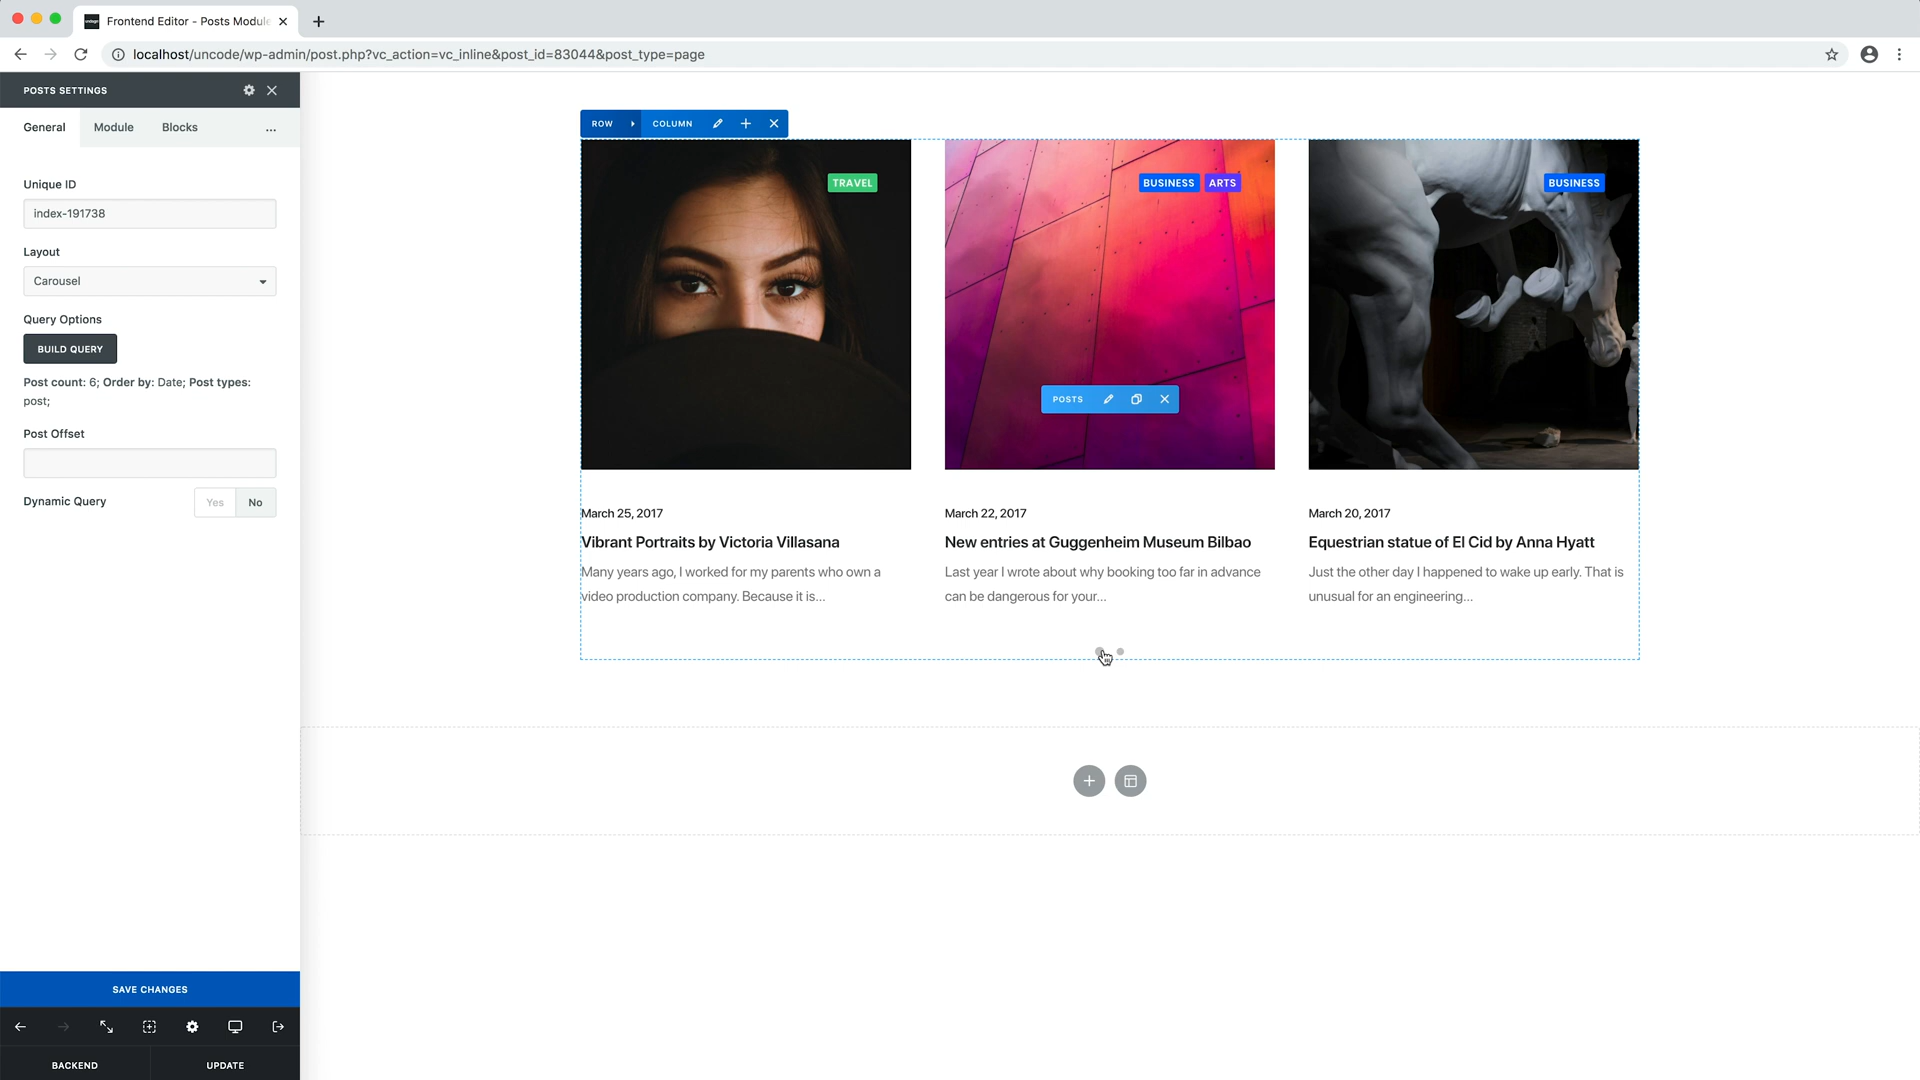 Frontend Editor - Posts Module
localhost/uncode/wp-admin/post.php?vc_action=vc_inline&post_id=83044&post_type=page
POSTS SETTINGS
General
Module
Blocks
...
Unique ID
index-191738
Layout
Carousel
Query Options
BUILD QUERY
Post count: 6; Order by: Date; Post types:
post;
Post Offset
Dynamic Query
Yes
No
SAVE CHANGES
BACKEND
UPDATE
ROW
COLUMN
TRAVEL
BUSINESS
ARTS
BUSINESS
POSTS
March 25, 2017
Vibrant Portraits by Victoria Villasana
Many years ago, I worked for my parents who own a
video production company. Because it is...
March 22, 2017
New entries at Guggenheim Museum Bilbao
Last year I wrote about why booking too far in advance
can be dangerous for your...
March 20, 2017
Equestrian statue of El Cid by Anna Hyatt
Just the other day I happened to wake up early. That is
unusual for an engineering...